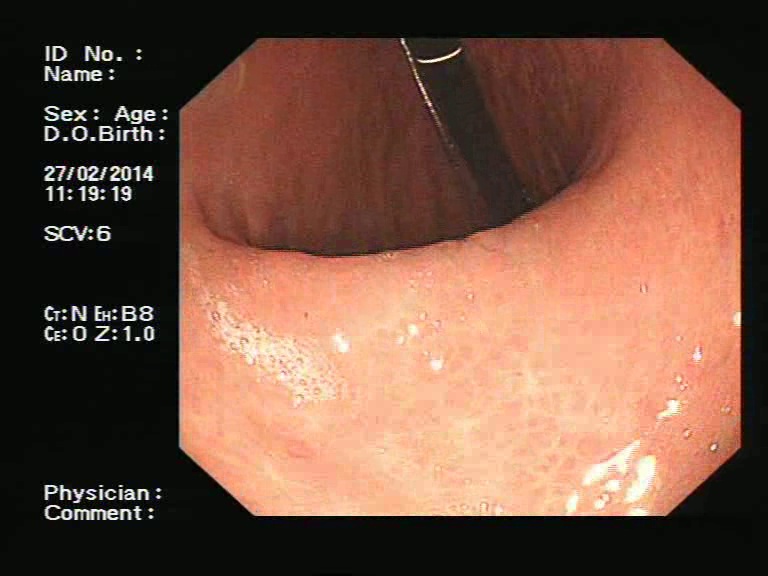 ID No. :
Name:
Sex: Age:
D.O.Birth:
27/02/2014
11:19:19
SCV:6
CT:N EH:B8
CE:0 Z:1.0
Physician:
Comment: